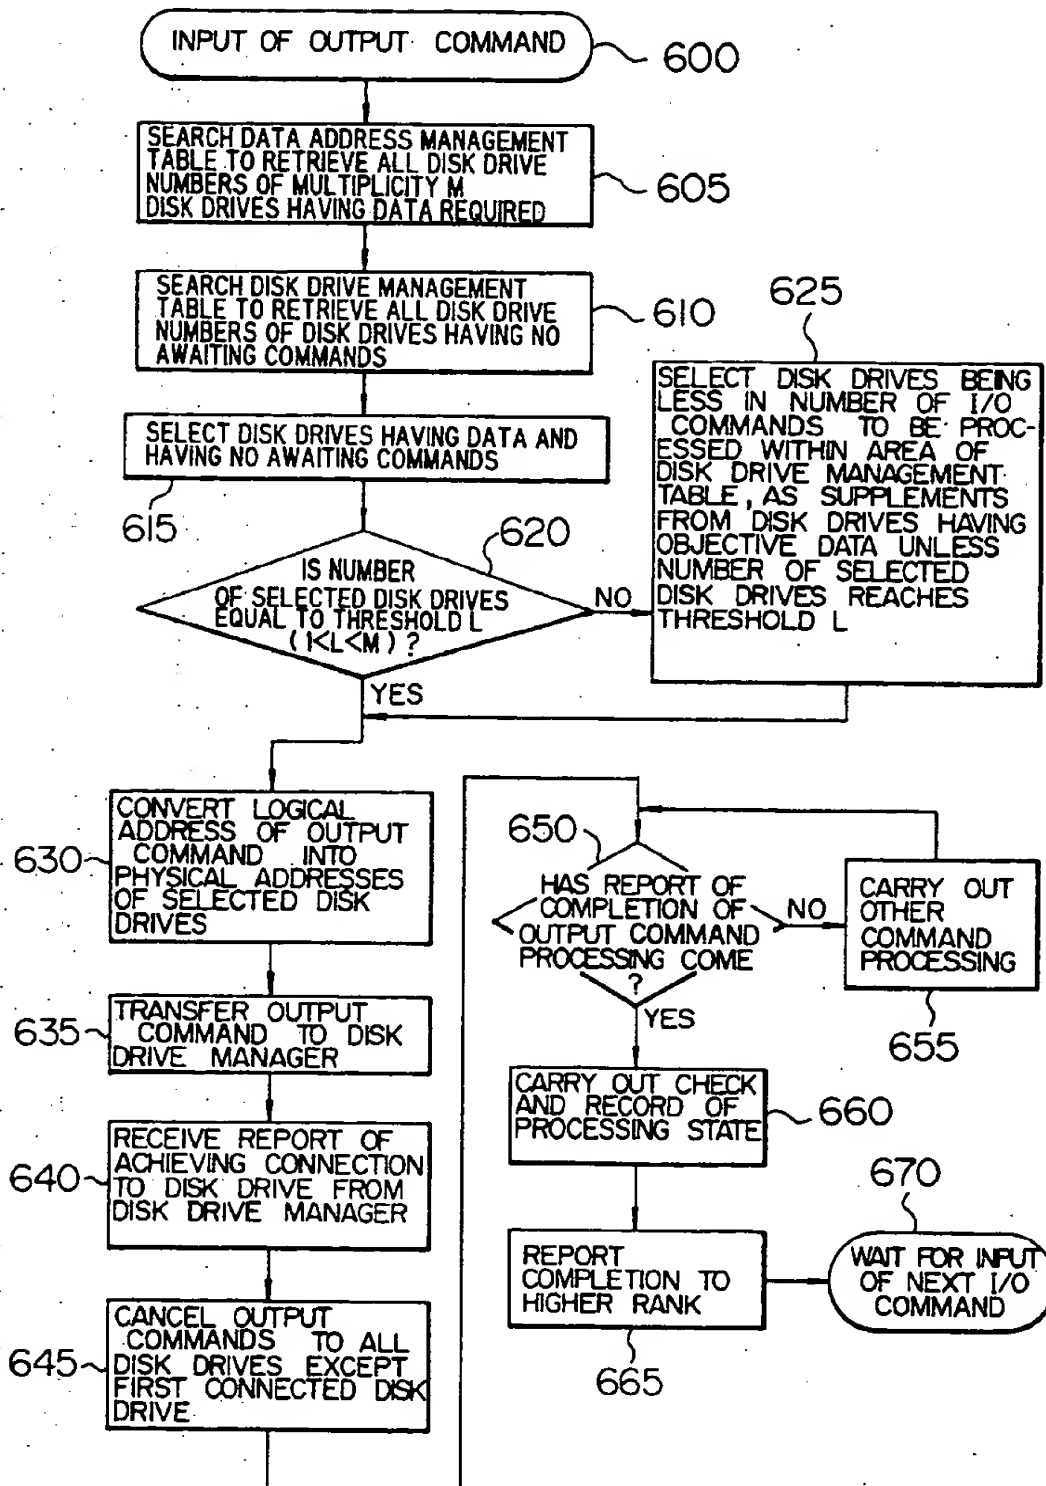 INPUT OF OUTPUT COMMAND
600
SEARCH DATA ADDRESS MANAGEMENT
TABLE TO RETRIEVE ALL DISK DRIVE
NUMBERS OF MULTIPLICITY M
DISK DRIVES HAVING DATA REQUIRED
605
SEARCH DISK DRIVE MANAGEMENT
TABLE TO RETRIEVE ALL DISK DRIVE
NUMBERS OF DISK DRIVES HAVING NO
AWAITING COMMANDS
610
SELECT DISK DRIVES HAVING DATA AND
HAVING NO AWAITING COMMANDS
615
IS NUMBER
OF SELECTED DISK DRIVES
EQUAL TO THRESHOLD L
(1<L<M) ?
620
NO
YES
625
SELECT DISK DRIVES BEING
LESS IN NUMBER OF I/O
COMMANDS TO BE PROC-
ESSED WITHIN AREA OF
DISK DRIVE MANAGEMENT
TABLE, AS SUPPLEMENTS
FROM DISK DRIVES HAVING
OBJECTIVE DATA UNLESS
NUMBER OF SELECTED
DISK DRIVES REACHES
THRESHOLD L
CONVERT LOGICAL
ADDRESS OF OUTPUT
COMMAND INTO
PHYSICAL ADDRESSES
OF SELECTED DISK
DRIVES
630
TRANSFER OUTPUT
COMMAND TO DISK
DRIVE MANAGER
635
RECEIVE REPORT OF
ACHIEVING CONNECTION
TO DISK DRIVE FROM
DISK DRIVE MANAGER
640
CANCEL OUTPUT
COMMANDS TO ALL
DISK DRIVES EXCEPT
FIRST CONNECTED DISK
DRIVE
645
650
HAS REPORT OF
COMPLETION OF
OUTPUT COMMAND
PROCESSING COME
?
NO
YES
CARRY OUT
OTHER
COMMAND
PROCESSING
655
CARRY OUT CHECK
AND RECORD OF
PROCESSING STATE
660
REPORT
COMPLETION TO
HIGHER RANK
665
670
WAIT FOR INPUT
OF NEXT I/O
COMMAND